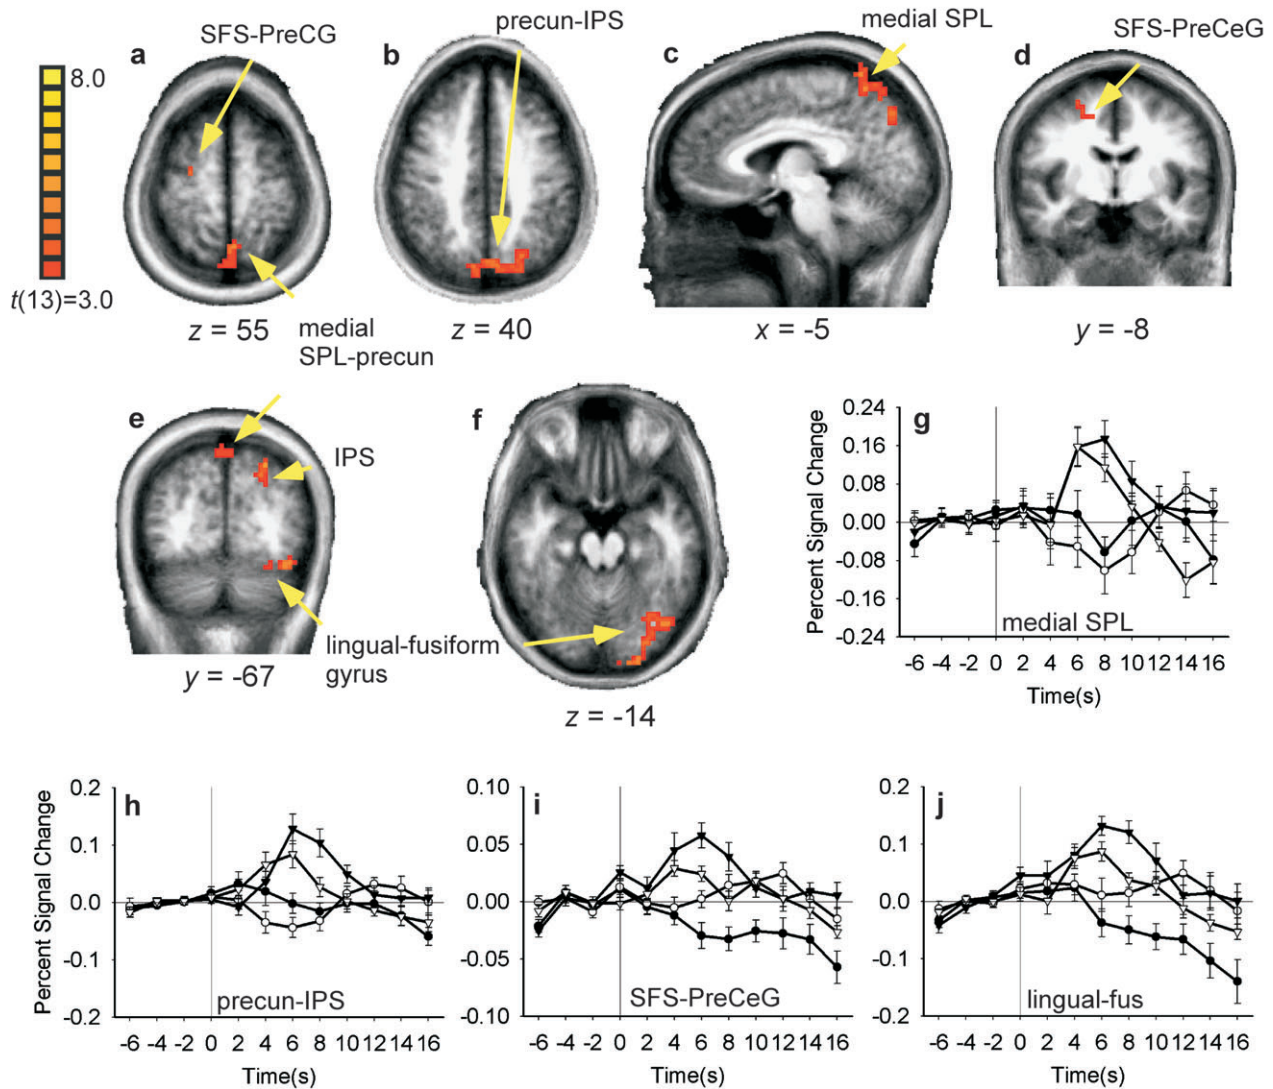 SFS-PreCG
precun-IPS
medial SPL
SFS-PreCeG
a
b
c
d
8.0
t(13)=3.0
z = 55
medial
SPL-precun
z = 40
x = -5
y = -8
e
IPS
f
g
lingual-fusiform
gyrus
y = -67
z = -14
Percent Signal Change
0.24
0.16
0.08
0.00
-0.08
-0.16
-0.24
medial SPL
-6 -4 -2 0 2 4 6 8 10 12 14 16
Time(s)
h
Percent Signal Change
0.2
0.1
0.0
-0.1
-0.2
precun-IPS
-6 -4 -2 0 2 4 6 8 10 12 14 16
Time(s)
i
0.10
0.05
0.00
-0.05
-0.10
SFS-PreCeG
-6 -4 -2 0 2 4 6 8 10 12 14 16
Time(s)
j
0.2
0.1
0.0
-0.1
-0.2
lingual-fus
-6 -4 -2 0 2 4 6 8 10 12 14 16
Time(s)